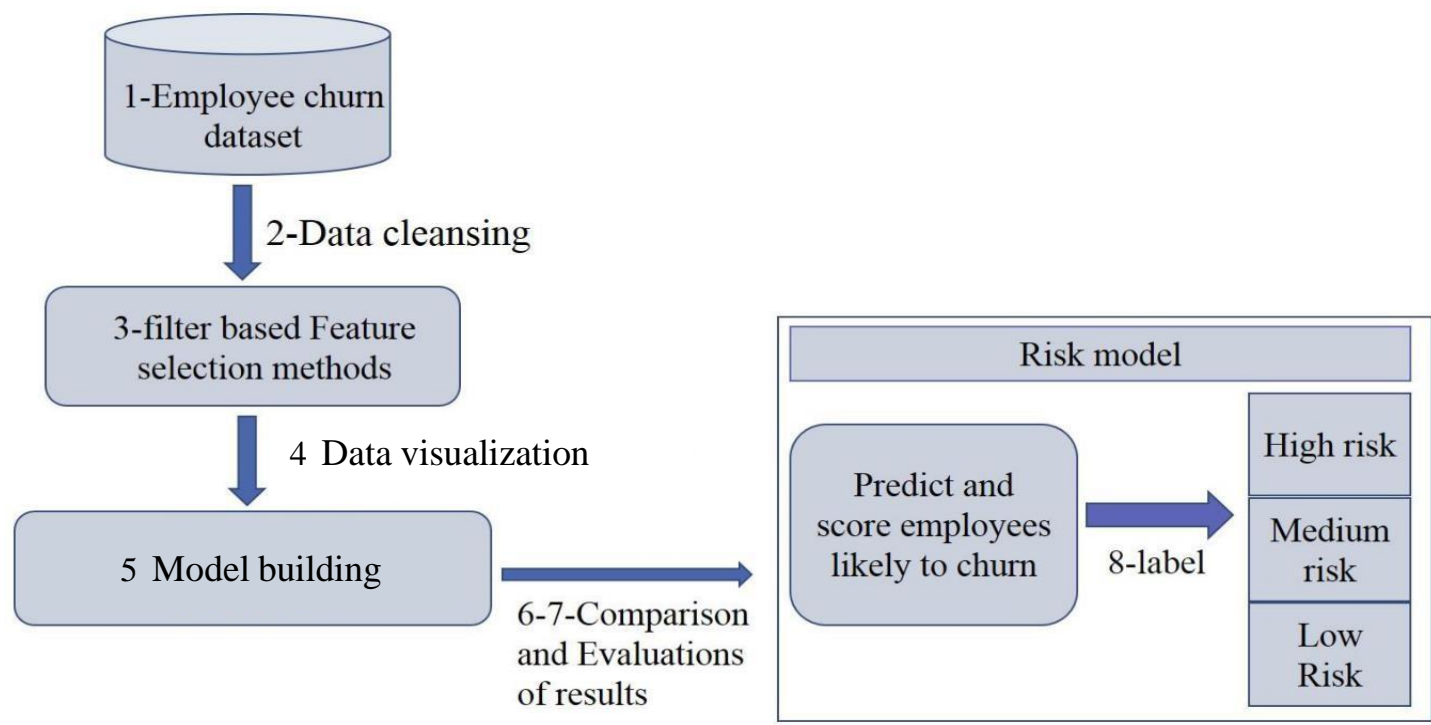 1-Employee churn
dataset
2-Data cleansing
3-filter based Feature
selection methods
4 Data visualization
5 Model building
6-7-Comparison
and Evaluations
of results
Risk model
Predict and
score employees
likely to churn
8-label
High risk
Medium
risk
Low
Risk